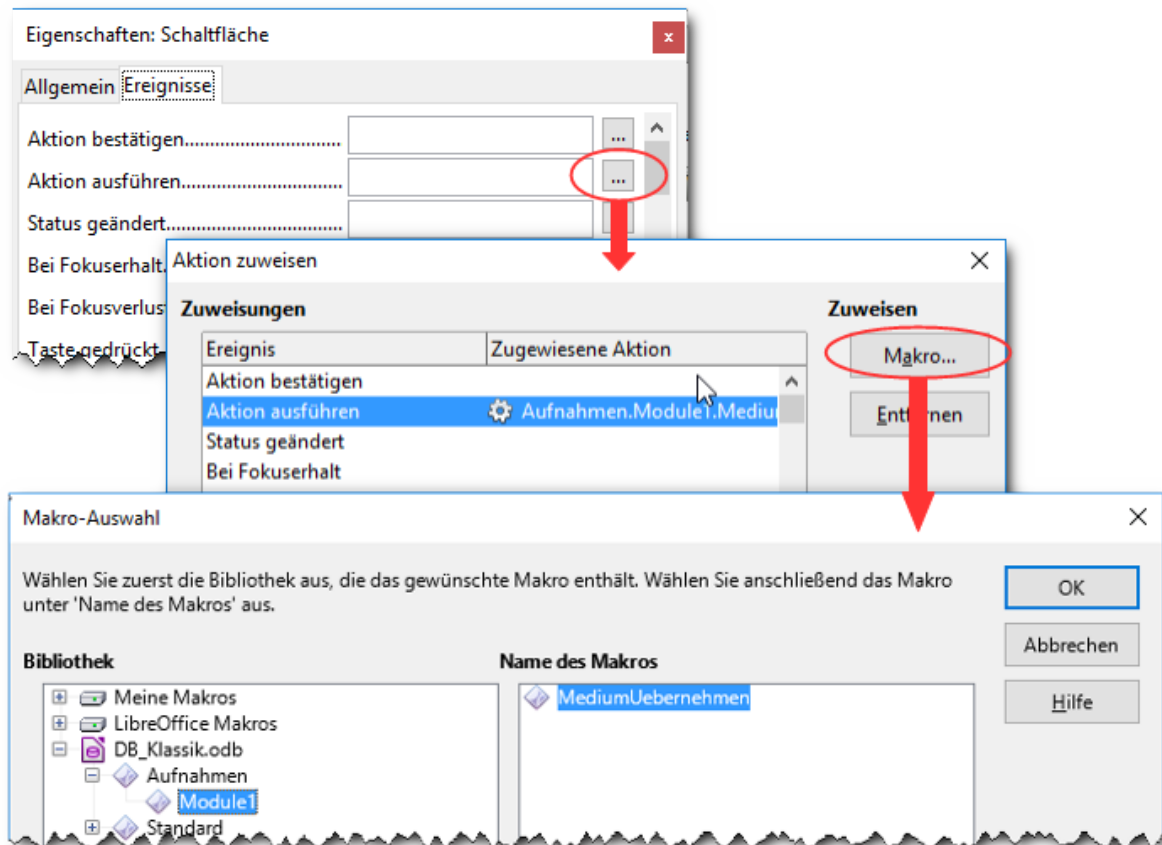 Eigenschaften: Schaltfläche
x
Allgemein Ereignisse
Aktion bestätigen.............................. ...
Aktion ausführen............................... ...
Status geändert..................................
Bei Fokuserhalt.
Bei Fokusverlus
Taste gedrückt
Aktion zuweisen
Zuweisungen
Zuweisen
Ereignis Zugewiesene Aktion
Makro...
Aktion bestätigen
Aktion ausführen Aufnahmen.Module1.Mediu
Entfernen
Status geändert
Bei Fokuserhalt
Makro-Auswahl
Wählen Sie zuerst die Bibliothek aus, die das gewünschte Makro enthält. Wählen Sie anschließend das Makro
unter 'Name des Makros' aus.
OK
Abbrechen
Hilfe
Bibliothek
Name des Makros
Meine Makros
LibreOffice Makros
DB_Klassik.odb
Aufnahmen
Module1
Standard
MediumUebernehmen